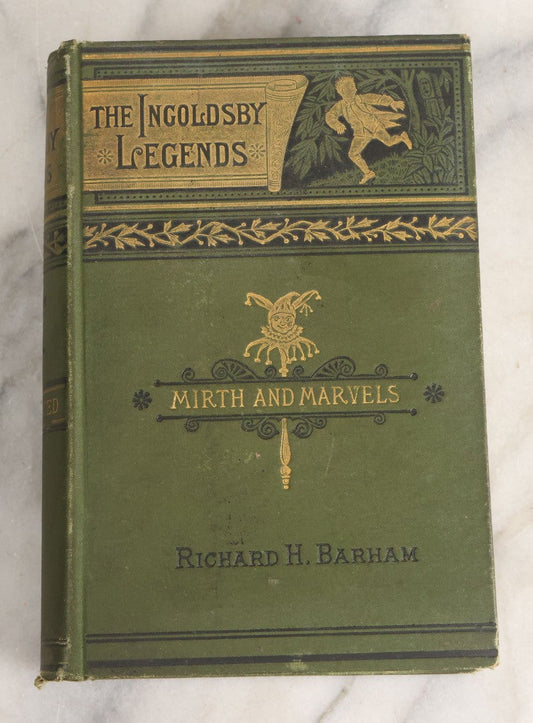 THE INGOLDSBY
LEGENDS
MIRTH AND MARVELS
RICHARD H. BARHAM